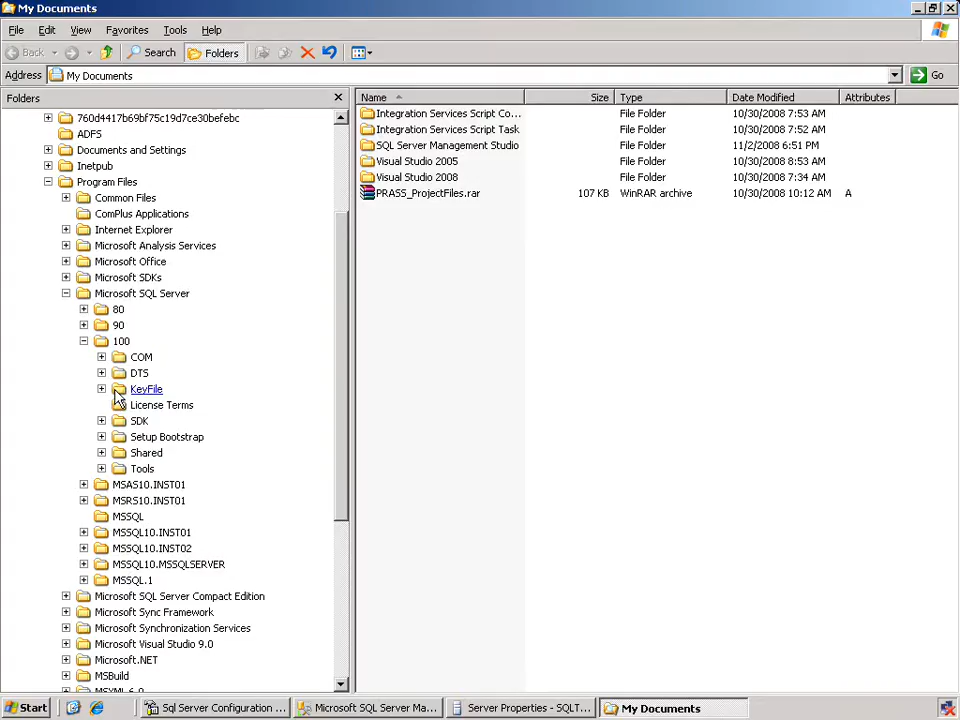 My Documents
File Edit View Favorites Tools Help
Back Search Folders
Address My Documents Go
Folders
760d4417b69bf75c19d7ce30befebc
ADFS
Documents and Settings
Inetpub
Program Files
Common Files
ComPlus Applications
Internet Explorer
Microsoft Analysis Services
Microsoft Office
Microsoft SDKs
Microsoft SQL Server
80
90
100
COM
DTS
KeyFile
License Terms
SDK
Setup Bootstrap
Shared
Tools
MSAS10.INST01
MSRS10.INST01
MSSQL
MSSQL10.INST01
MSSQL10.INST02
MSSQL10.MSSQLSERVER
MSSQL.1
Microsoft SQL Server Compact Edition
Microsoft Sync Framework
Microsoft Synchronization Services
Microsoft Visual Studio 9.0
Microsoft.NET
MSBuild
MSXML 6.0
Name Size Type Date Modified Attributes
Integration Services Script Co... File Folder 10/30/2008 7:53 AM
Integration Services Script Task File Folder 10/30/2008 7:52 AM
SQL Server Management Studio File Folder 11/2/2008 6:51 PM
Visual Studio 2005 File Folder 10/30/2008 8:53 AM
Visual Studio 2008 File Folder 10/30/2008 7:34 AM
PRASS_ProjectFiles.rar 107 KB WinRAR archive 10/30/2008 10:12 AM A
Start Sql Server Configuration ... Microsoft SQL Server Ma... Server Properties - SQLT... My Documents